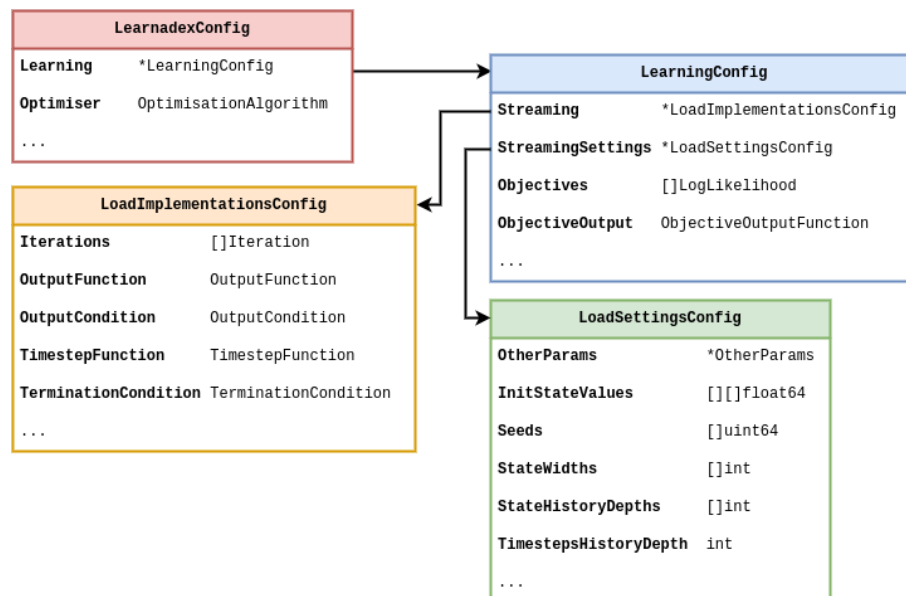 LearnadexConfig
Learning *LearningConfig
Optimiser OptimisationAlgorithm
...
LearningConfig
Streaming *LoadImplementationsConfig
StreamingSettings *LoadSettingsConfig
Objectives []LogLikelihood
ObjectiveOutput ObjectiveOutputFunction
...
LoadImplementationsConfig
Iterations []Iteration
OutputFunction OutputFunction
OutputCondition OutputCondition
TimestepFunction TimestepFunction
TerminationCondition TerminationCondition
...
LoadSettingsConfig
OtherParams *OtherParams
InitStateValues [][]float64
Seeds []uint64
StateWidths []int
StateHistoryDepths []int
TimestepsHistoryDepth int
...